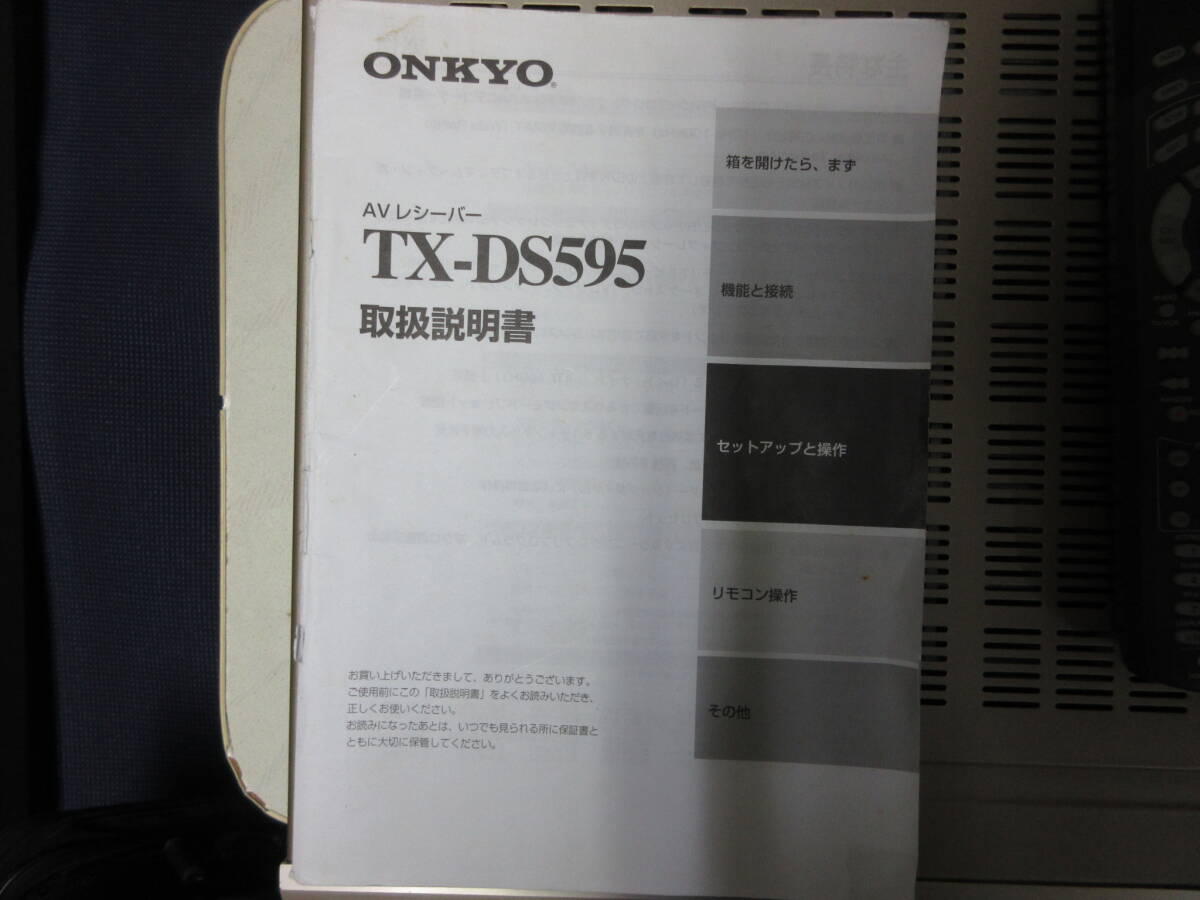 ONKYO®
AVレシーバー
TX-DS595
取扱説明書
箱を開けたら、まず
機能と接続
セットアップと操作
リモコン操作
その他
お買い上げいただきまして、ありがとうございます。
ご使用前にこの「取扱説明書」をよくお読みいただき、
正しくお使いください。
お読みになったあとは、いつでも見られる所に保証書と
ともに大切に保管してください。